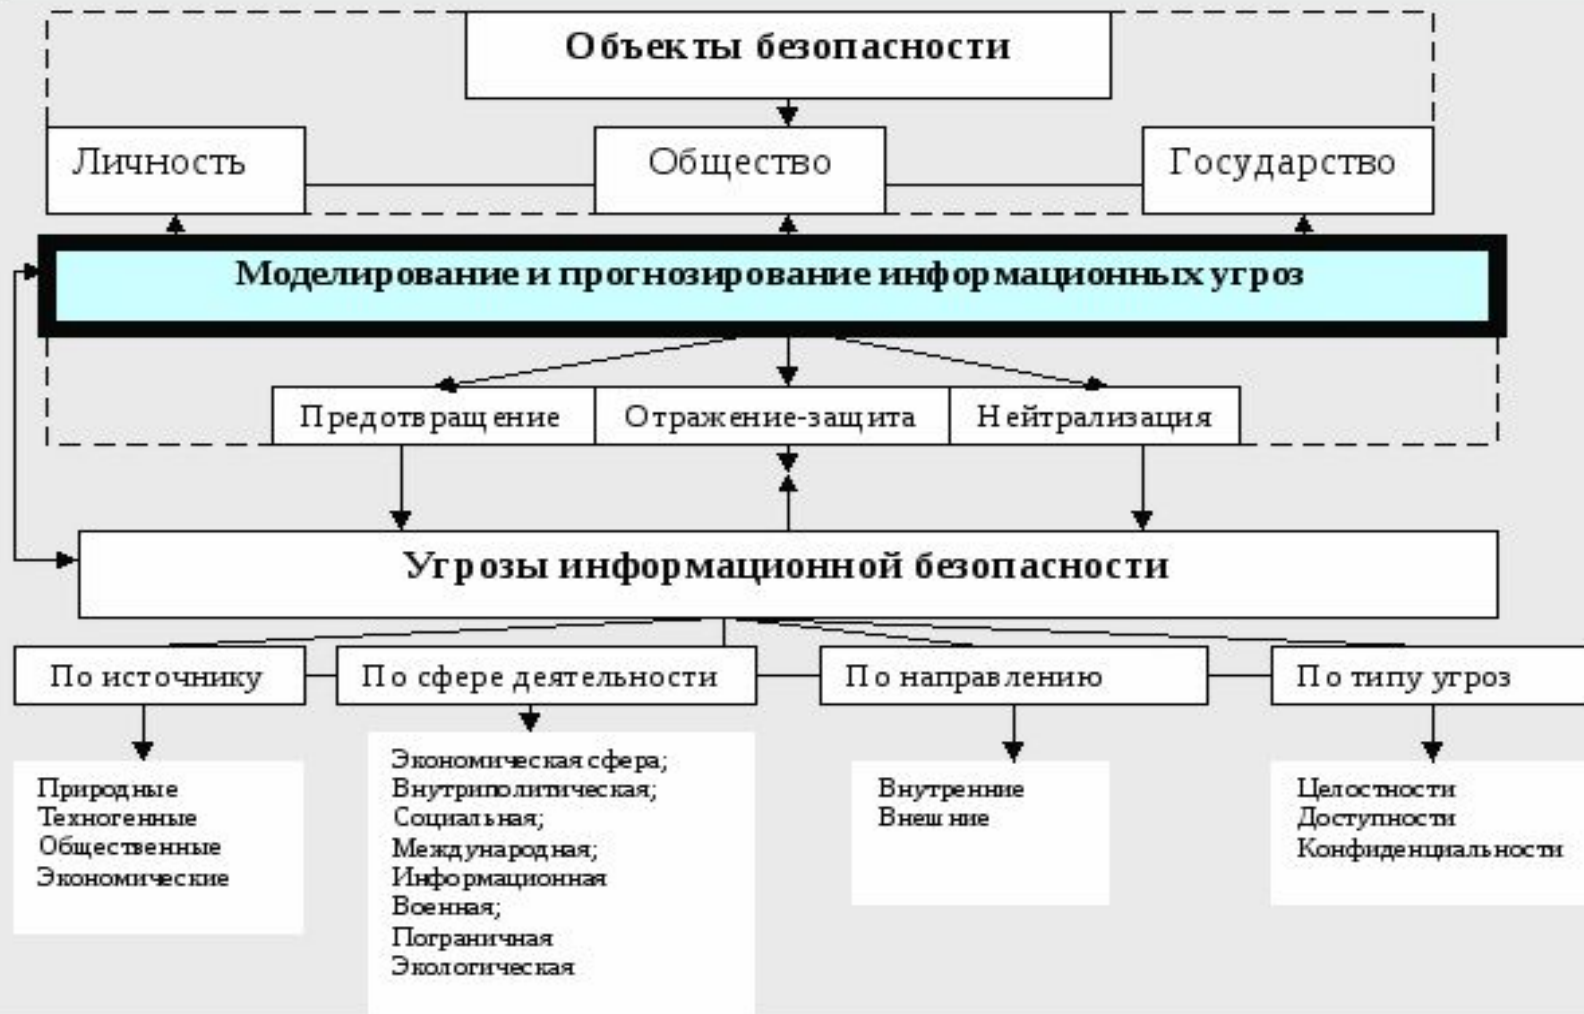 Объекты безопасности
Личность
Общество
Государство
Моделирование и прогнозирование информационных угроз
Предотвращение
Отражение-защита
Нейтрализация
Угрозы информационной безопасности
По источнику
По сфере деятельности
По направлению
По типу угроз
Природные
Техногенные
Общественные
Экономические
Экономическая сфера;
Внутриполитическая;
Социальная;
Международная;
Информационная
Военная;
Пограничная
Экологическая
Внутренние
Внешние
Целостности
Доступности
Конфиденциальности